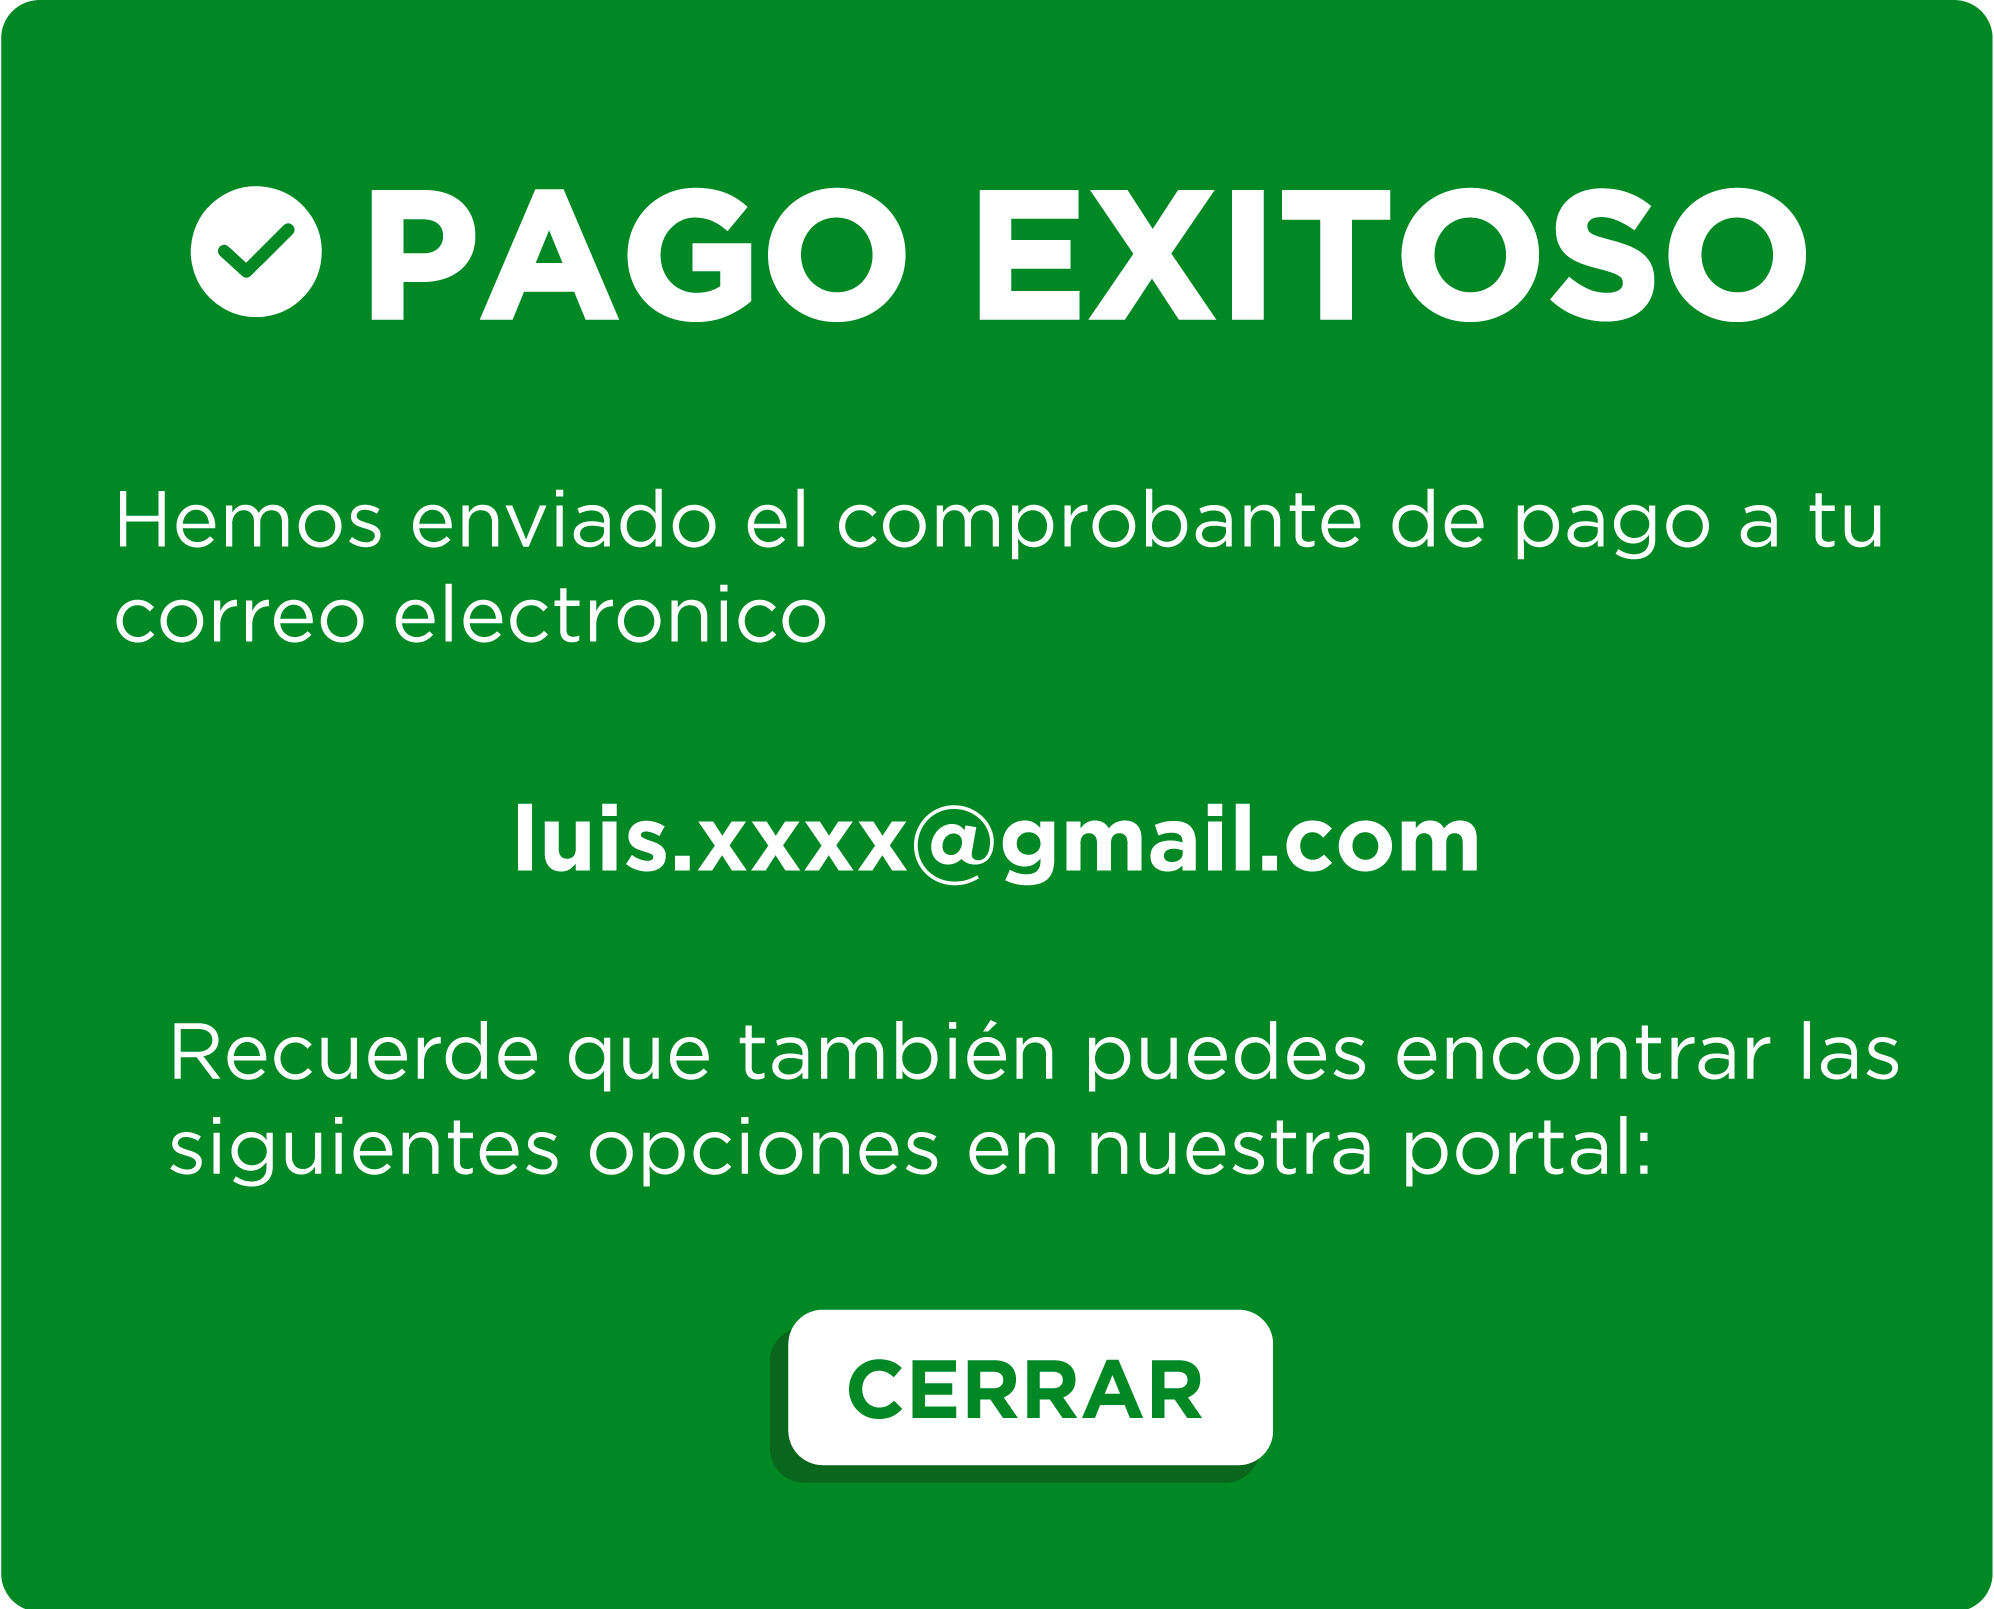 PAGO EXITOSO
Hemos enviado el comprobante de pago a tu
correo electronico
luis.xxxx@gmail.com
Recuerde que también puedes encontrar las
siguientes opciones en nuestra portal:
CERRAR